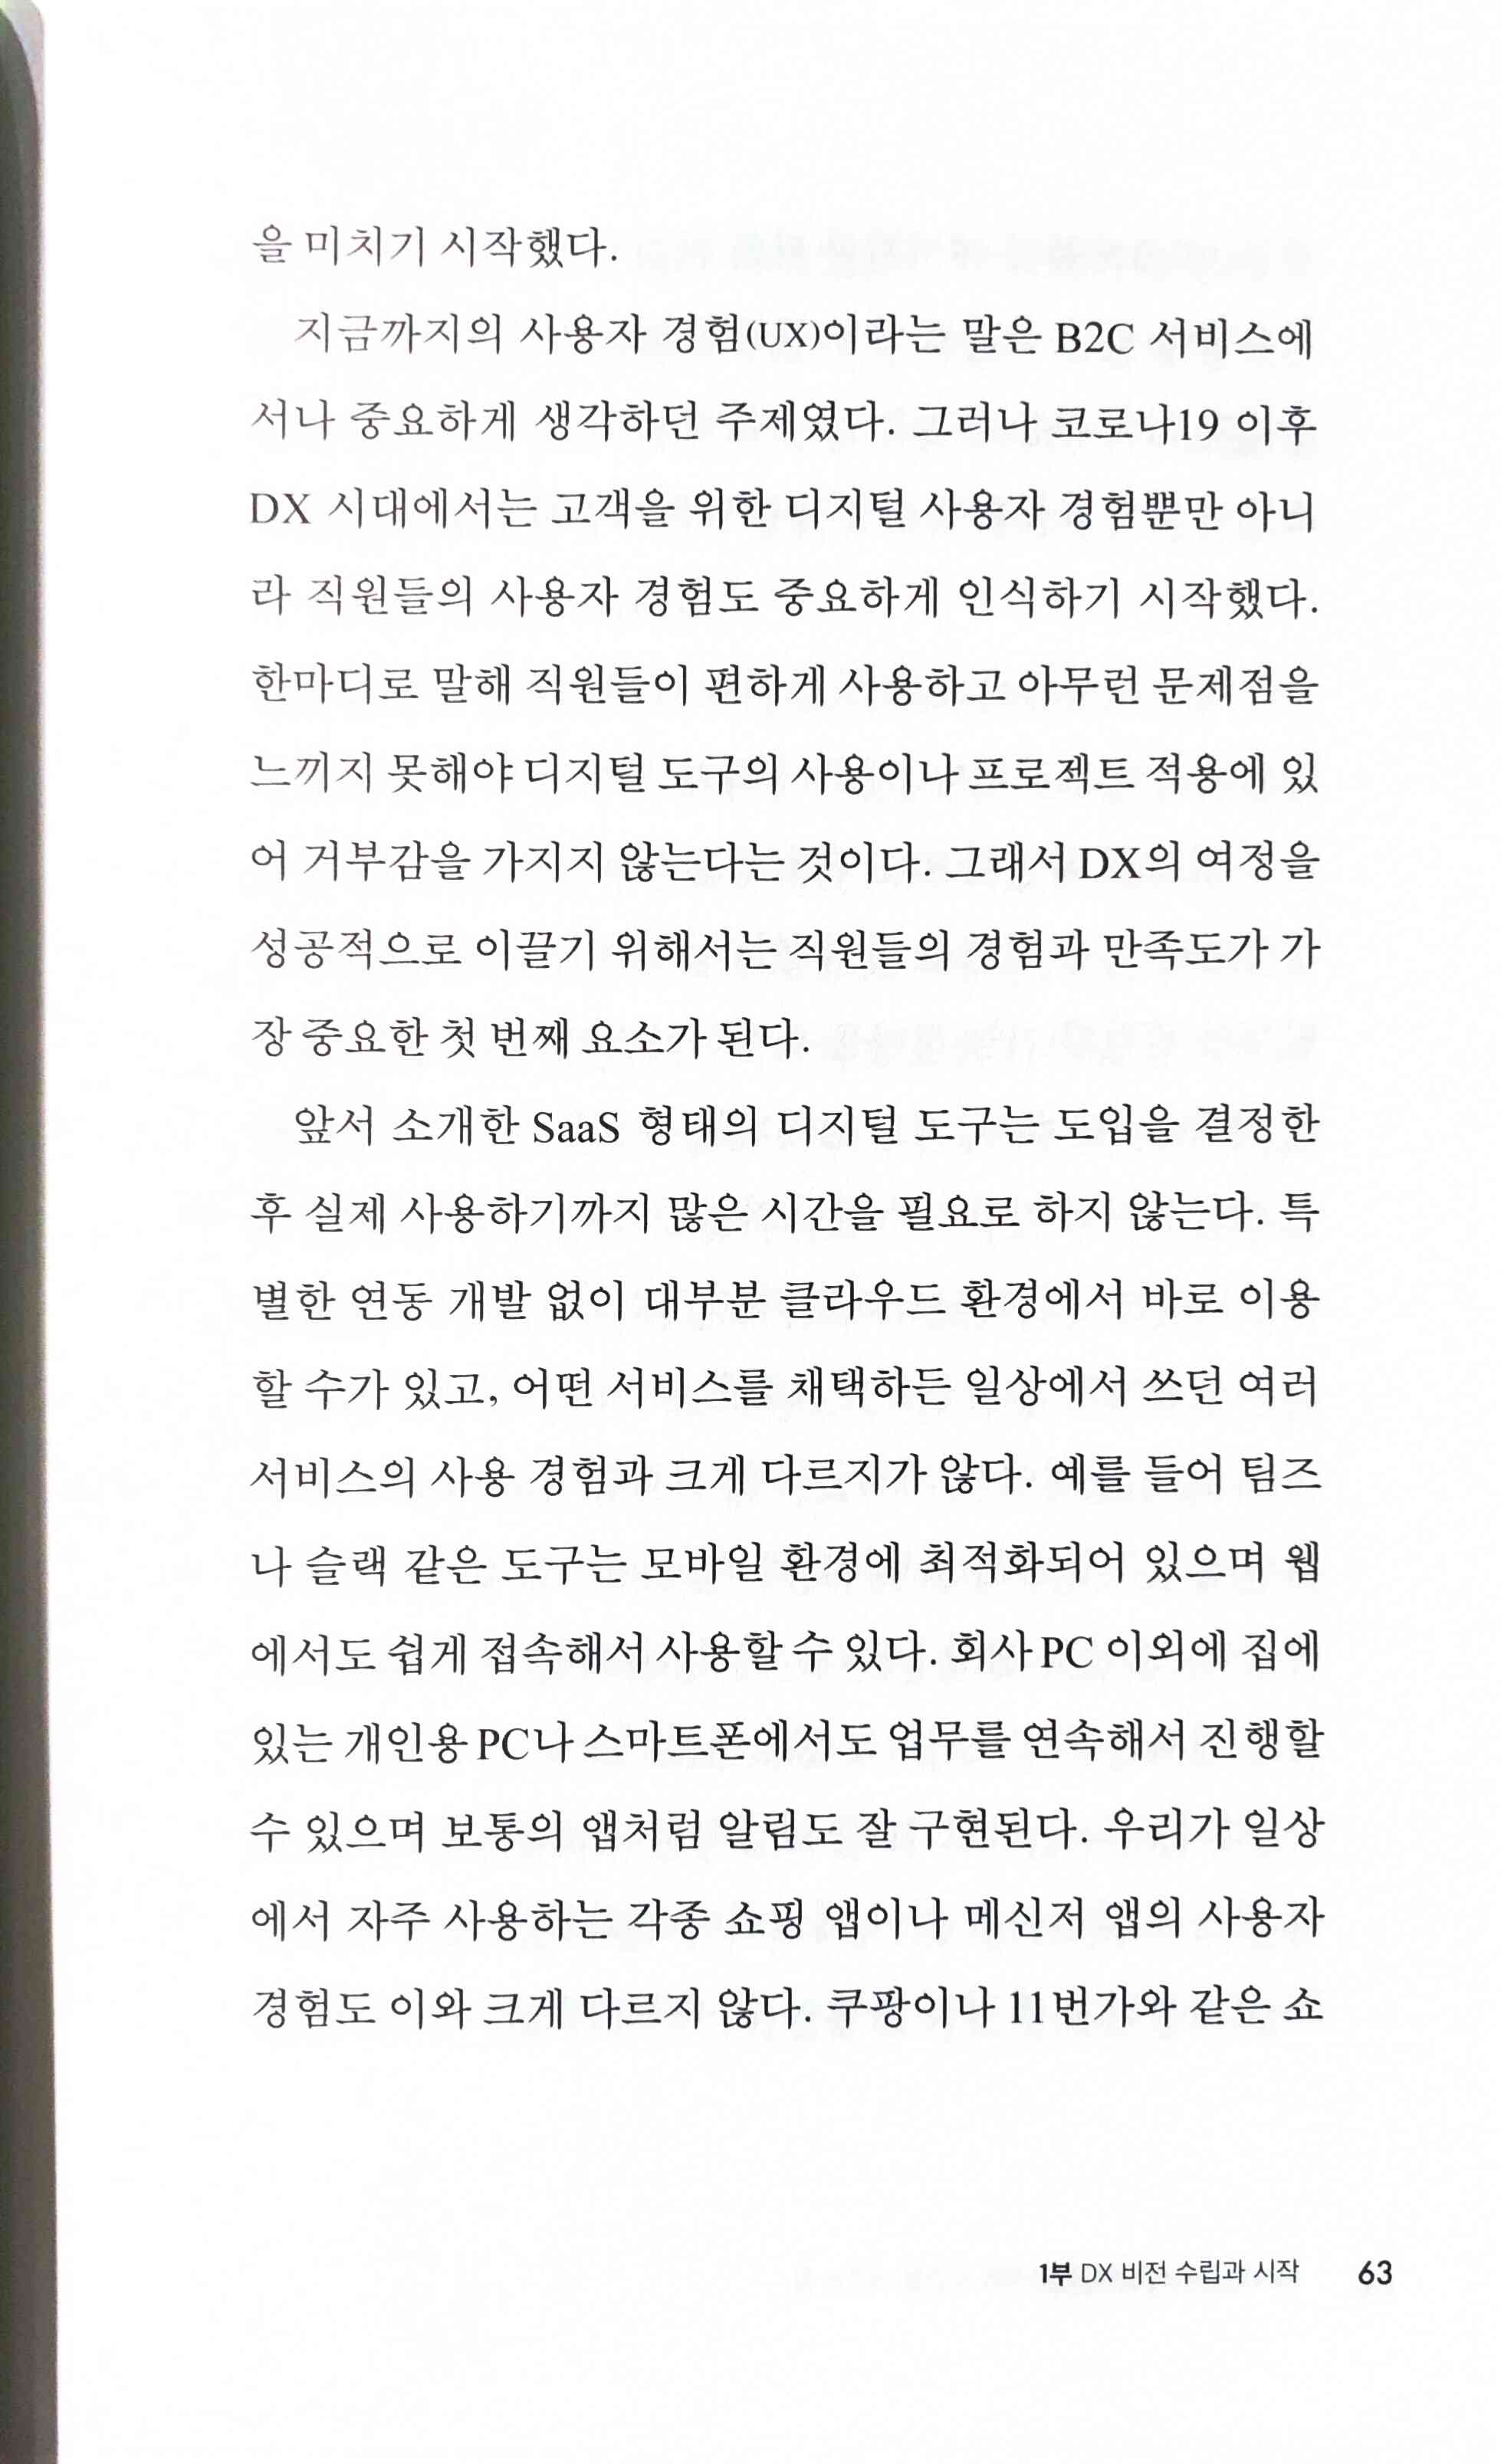 을 미치기 시작했다.
지금까지의 사용자 경험(UX)이라는 말은 B2C 서비스에
서나 중요하게 생각하던 주제였다. 그러나 코로나19 이후
DX 시대에서는 고객을 위한 디지털 사용자 경험뿐만 아니
라 직원들의 사용자 경험도 중요하게 인식하기 시작했다.
한마디로 말해 직원들이 편하게 사용하고 아무런 문제점을
느끼지 못해야 디지털 도구의 사용이나 프로젝트 적용에 있
어 거부감을 가지지 않는다는 것이다. 그래서 DX의 여정을
성공적으로 이끌기 위해서는 직원들의 경험과 만족도가 가
장 중요한 첫 번째 요소가 된다.
앞서 소개한 SaaS 형태의 디지털 도구는 도입을 결정한
후 실제 사용하기까지 많은 시간을 필요로 하지 않는다. 특
별한 연동 개발 없이 대부분 클라우드 환경에서 바로 이용
할 수가 있고, 어떤 서비스를 채택하든 일상에서 쓰던 여러
서비스의 사용 경험과 크게 다르지가 않다. 예를 들어 팀즈
나 슬랙 같은 도구는 모바일 환경에 최적화되어 있으며 웹
에서도 쉽게 접속해서 사용할 수 있다. 회사 PC 이외에 집에
있는 개인용 PC나 스마트폰에서도 업무를 연속해서 진행할
수 있으며 보통의 앱처럼 알림도 잘 구현된다. 우리가 일상
에서 자주 사용하는 각종 쇼핑 앱이나 메신저 앱의 사용자
경험도 이와 크게 다르지 않다. 쿠팡이나 11번가와 같은 쇼
1부 DX 비전 수립과 시작 63